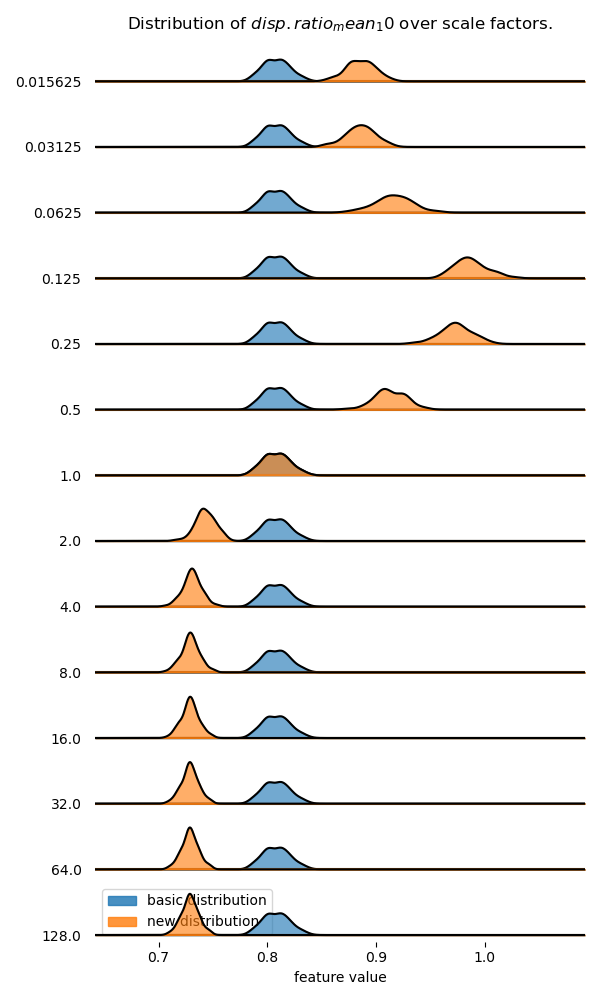 Distribution of disp.ratioₘean₁0 over scale factors.
0.015625
0.03125
0.0625
0.125
0.25
0.5
1.0
2.0
4.0
8.0
16.0
32.0
64.0
basic distribution
new distribution
128.0
0.7 0.8 0.9 1.0
feature value